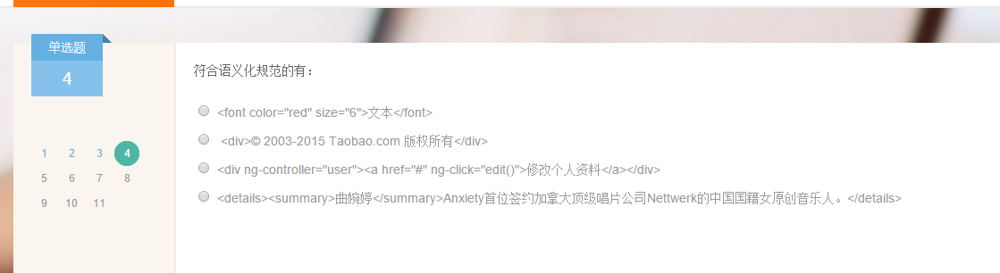 单选题
4
1 2 3 4
5 6 7 8
9 10 11
符合语义化规范的有：
<font color="red" size="6">文本</font>
<div>© 2003-2015 Taobao.com 版权所有</div>
<div ng-controller="user"><a href="#" ng-click="edit()">修改个人资料</a></div>
<details><summary>曲婉婷</summary>Anxiety首位签约加拿大顶级唱片公司Nettwerk的中国国籍女原创音乐人。</details>